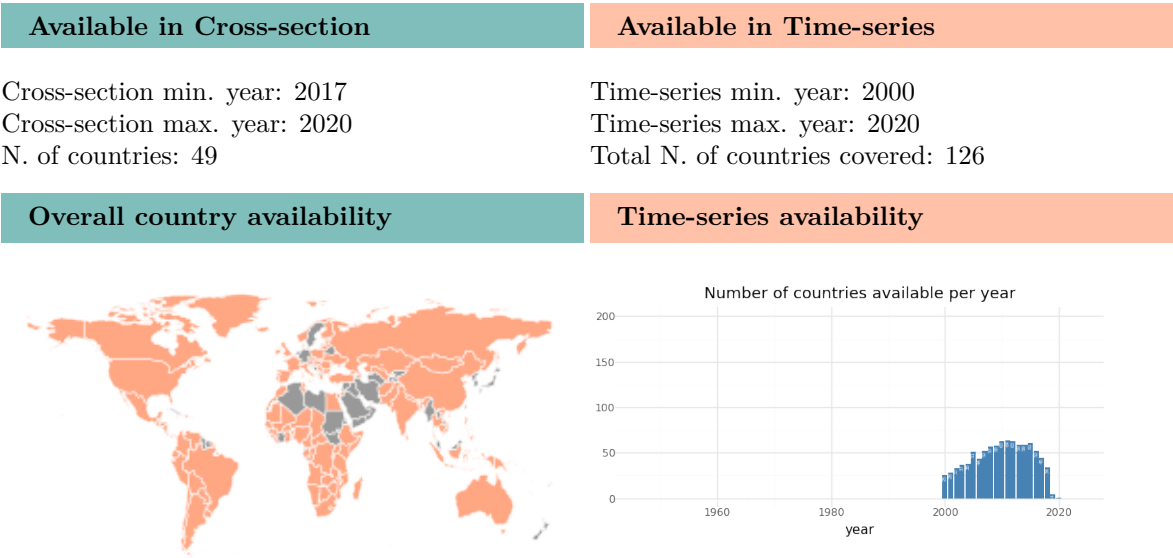 Available in Cross-section
Available in Time-series
Cross-section min. year: 2017
Cross-section max. year: 2020
N. of countries: 49
Time-series min. year: 2000
Time-series max. year: 2020
Total N. of countries covered: 126
Overall country availability
Time-series availability
Number of countries available per year
200
150
100
50
0
1960
1980
2000
2020
year